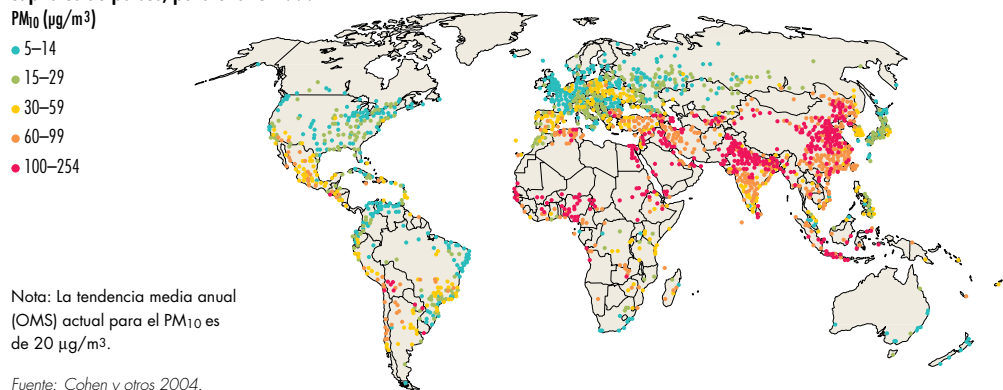 PM10 (µg/m³)
5–14
15–29
30–59
60–99
100–254
Nota: La tendencia media anual
(OMS) actual para el PM10 es
de 20 µg/m³.
Fuente: Cohen y otros 2004.